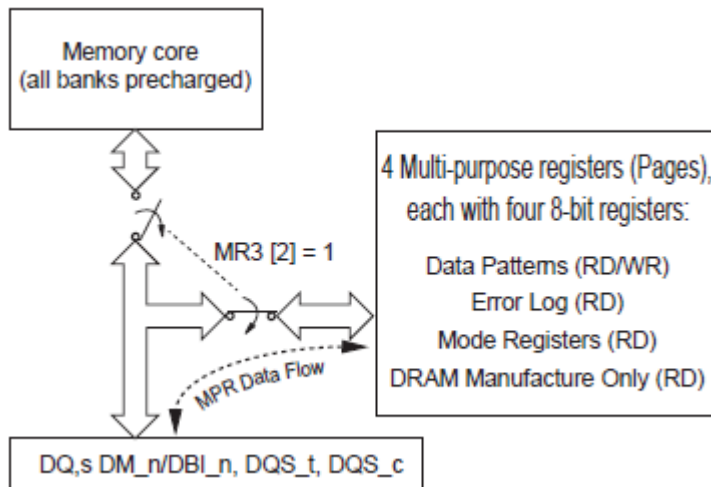 Memory core
(all banks precharged)
4 Multi-purpose registers (Pages),
each with four 8-bit registers:
Data Patterns (RD/WR)
Error Log (RD)
Mode Registers (RD)
DRAM Manufacture Only (RD)
MR3 [2] = 1
MPR Data Flow
DQ,s DM_n/DBI_n, DQS_t, DQS_c